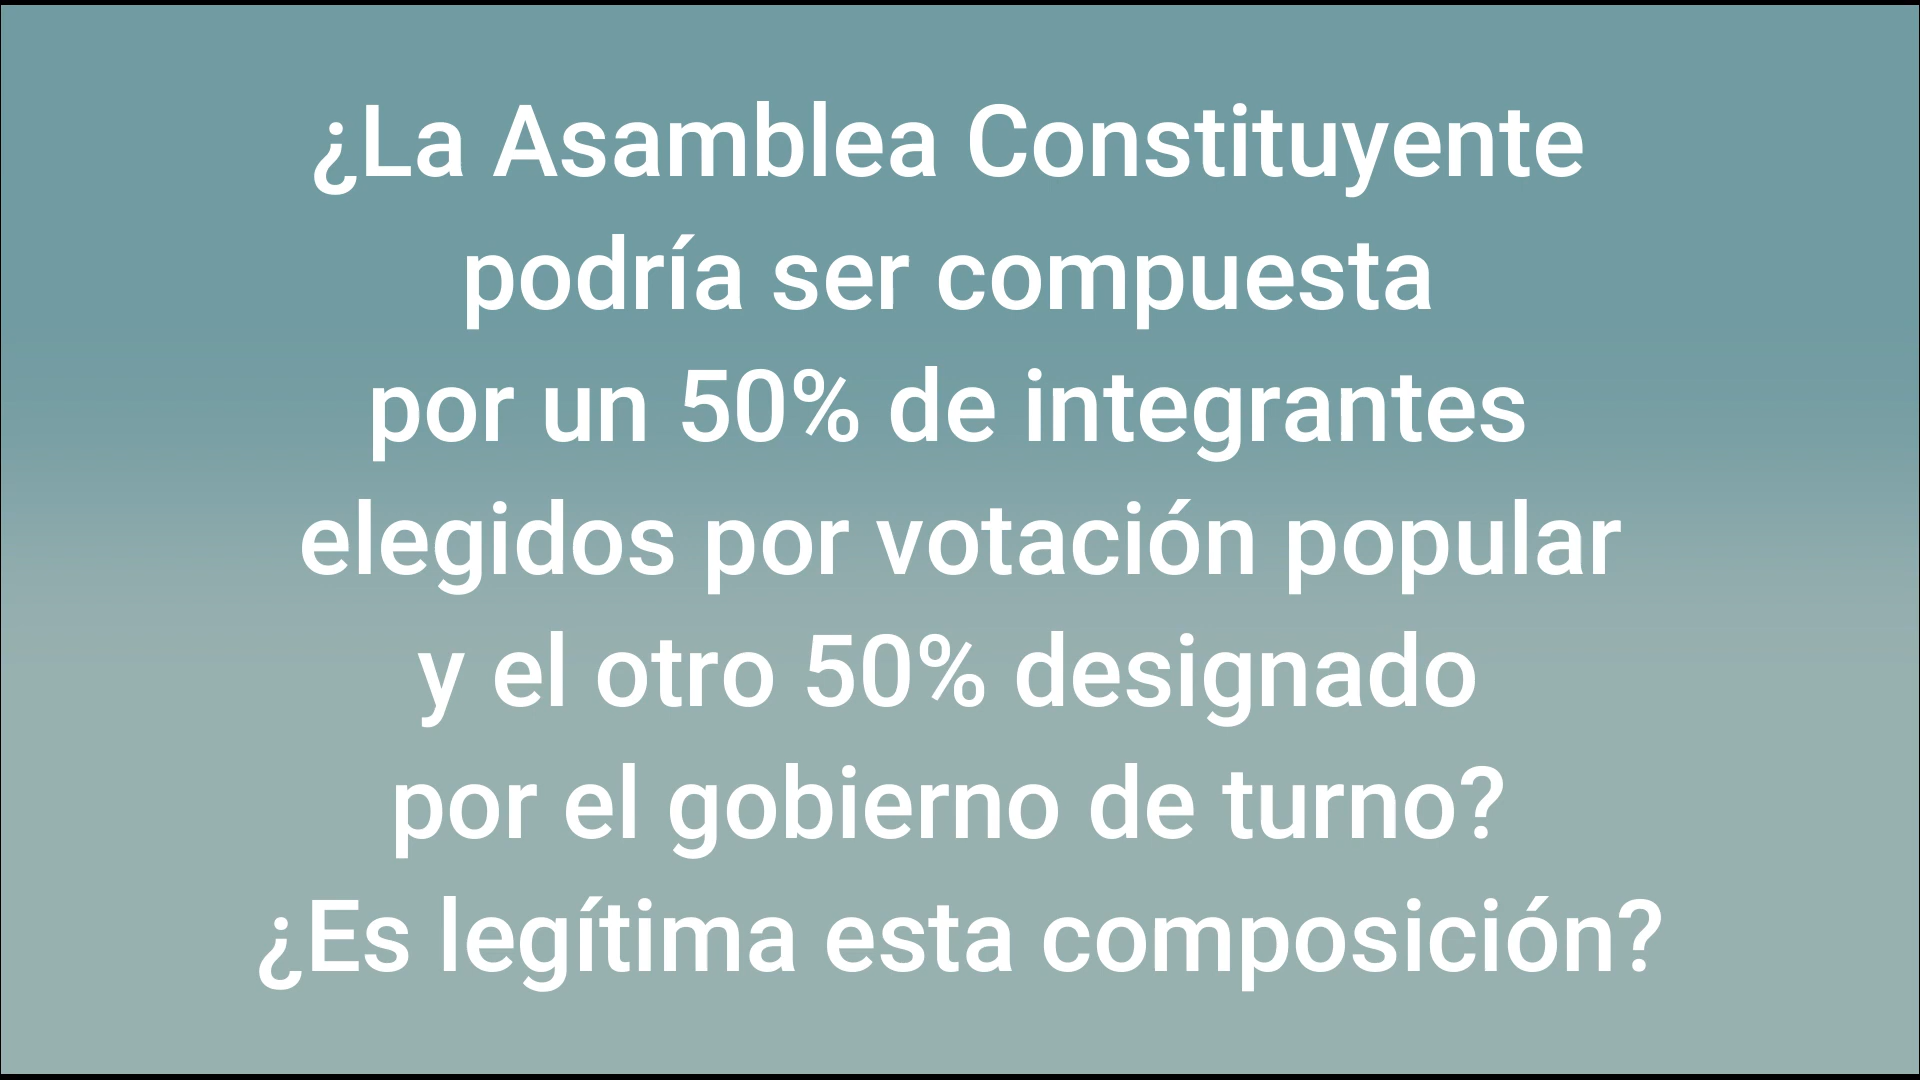 ¿La Asamblea Constituyente
podría ser compuesta
por un 50% de integrantes
elegidos por votación popular
y el otro 50% designado
por el gobierno de turno?
¿Es legítima esta composición?